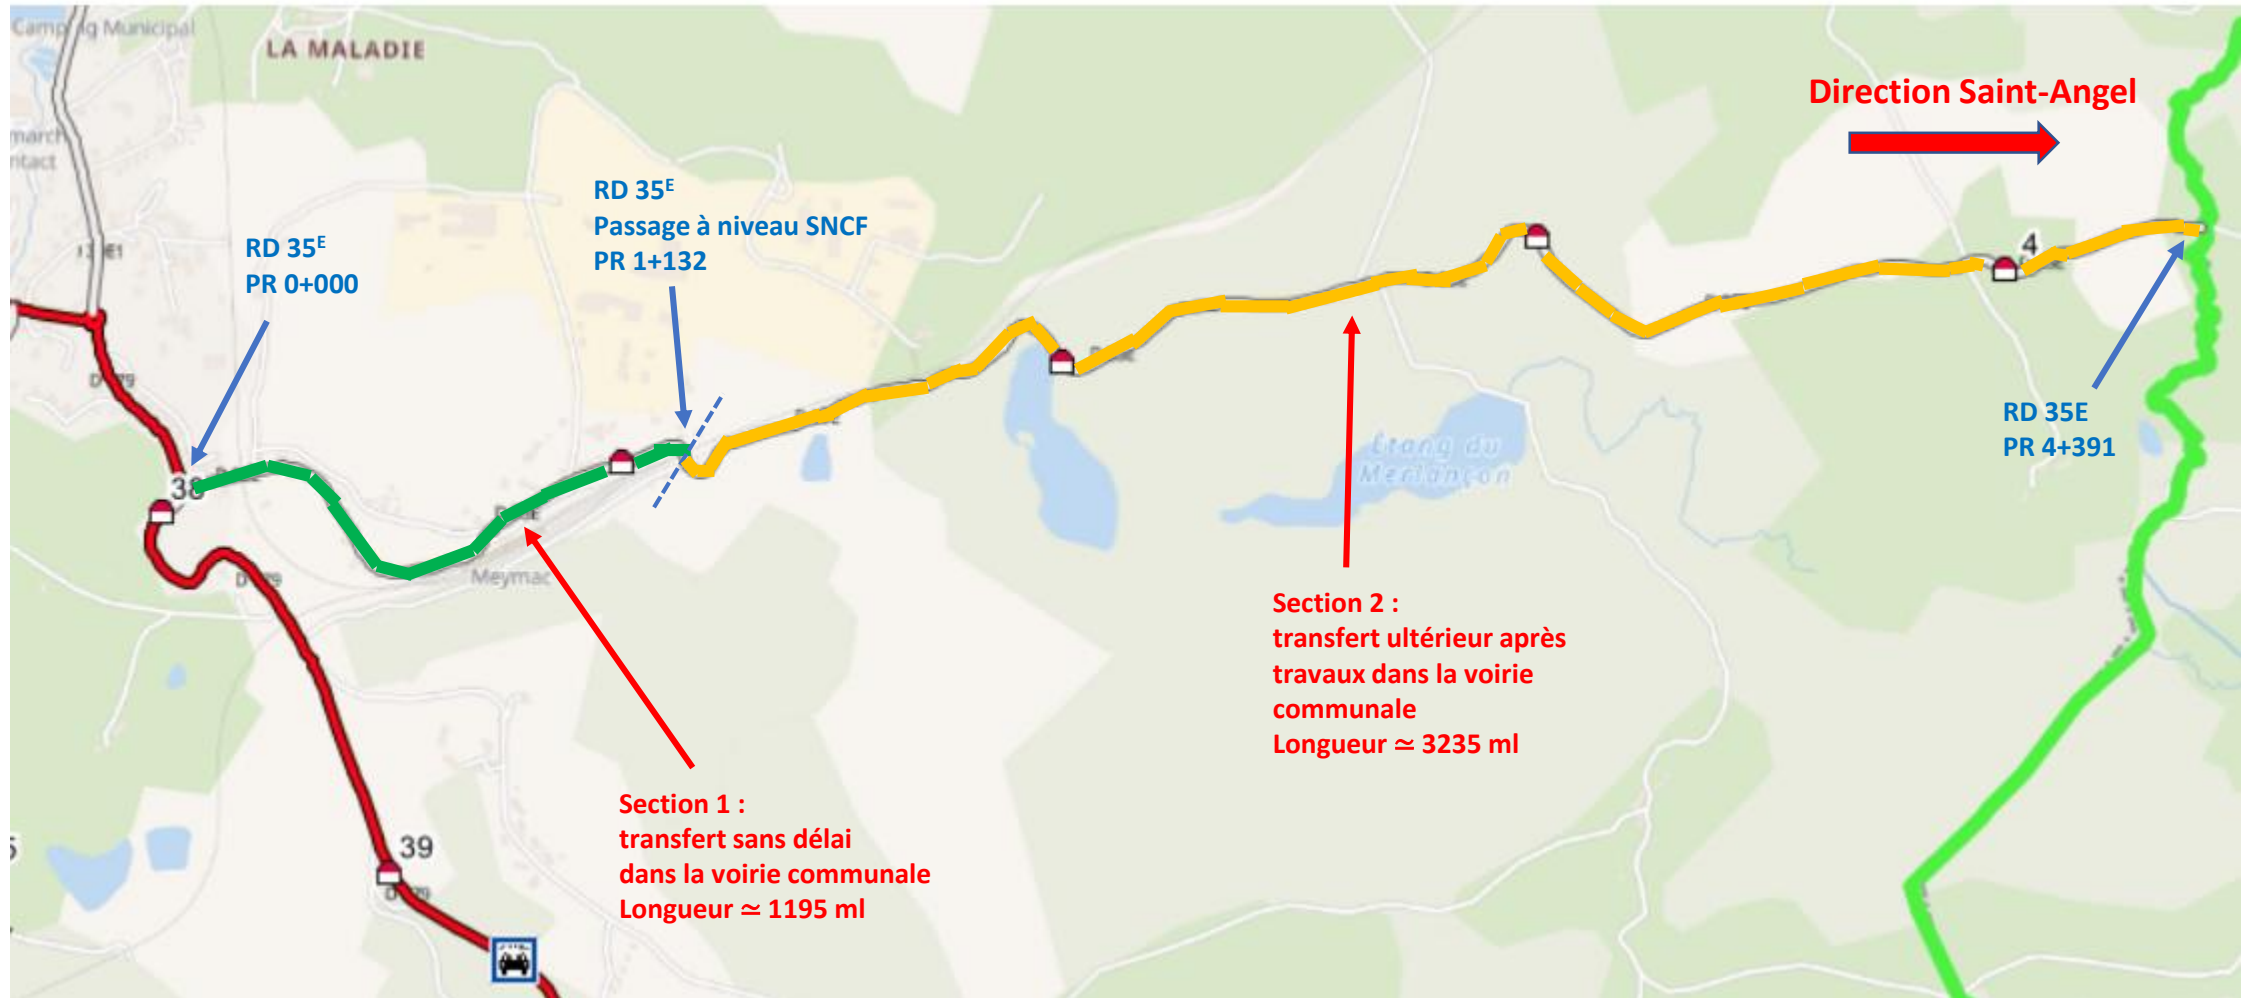 Camping Municipal
LA MALADIE
Direction Saint-Angel
RD 35E
Passage à niveau SNCF
PR 1+132
RD 35E
PR 0+000
4
RD 35E
PR 4+391
Étang du
Merlançon
38
Meymac
Section 2 :
transfert ultérieur après
travaux dans la voirie
communale
Longueur ≃ 3235 ml
Section 1 :
transfert sans délai
dans la voirie communale
Longueur ≃ 1195 ml
39